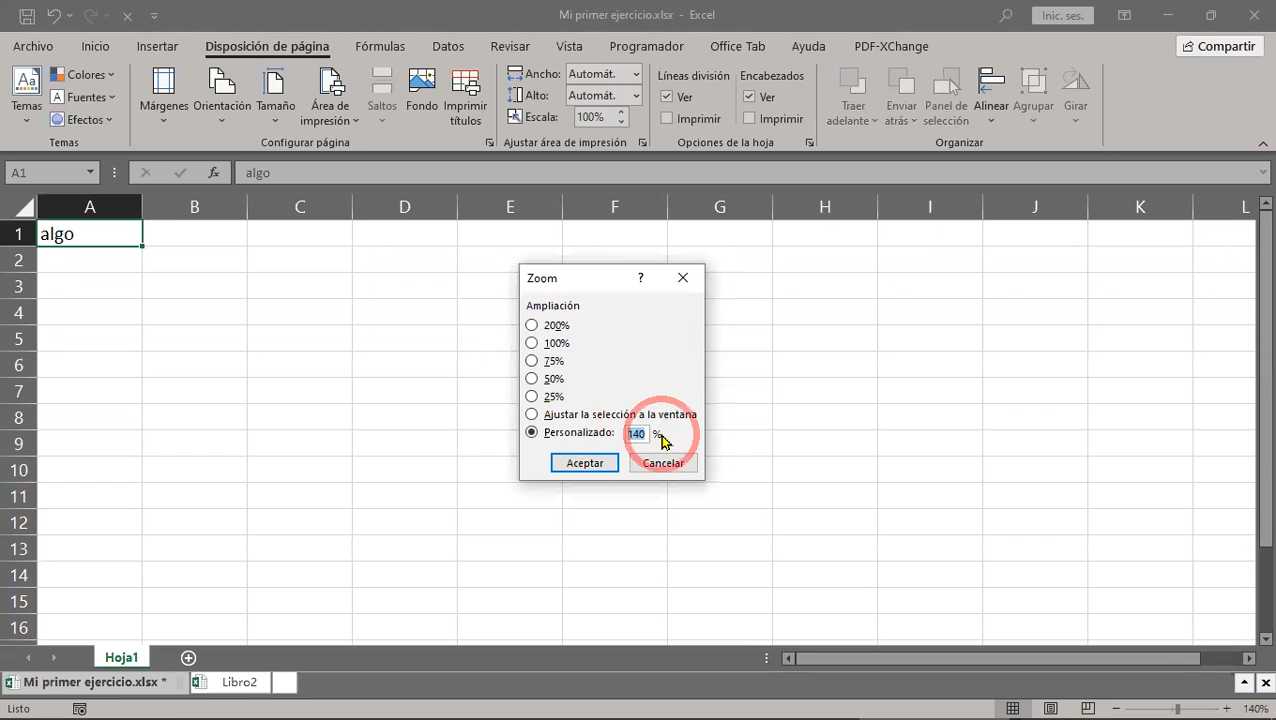 Mi primer ejercicio.xlsx - Excel
Inic. ses.
Archivo Inicio Insertar Disposición de página Fórmulas Datos Revisar Vista Programador Office Tab Ayuda PDF-XChange Compartir
Aa
Temas
Colores
Fuentes
Efectos
Temas
Márgenes Orientación Tamaño Área de impresión Saltos Fondo Imprimir títulos
Configurar página
Ancho: Automát.
Alto: Automát.
Escala: 100%
Ajustar área de impresión
Líneas división Encabezados
Ver Ver
Imprimir Imprimir
Opciones de la hoja
Traer adelante Enviar atrás Panel de selección Alinear Agrupar Girar
Organizar
A1 fx algo
A B C D E F G H I J K L
1 algo
2
3
4
5
6
7
8
9
10
11
12
13
14
15
16
Zoom ?
Ampliación
200%
100%
75%
50%
25%
Ajustar la selección a la ventana
Personalizado: 140 %
Aceptar Cancelar
Hoja1
Mi primer ejercicio.xlsx * Libro2
Listo 140%